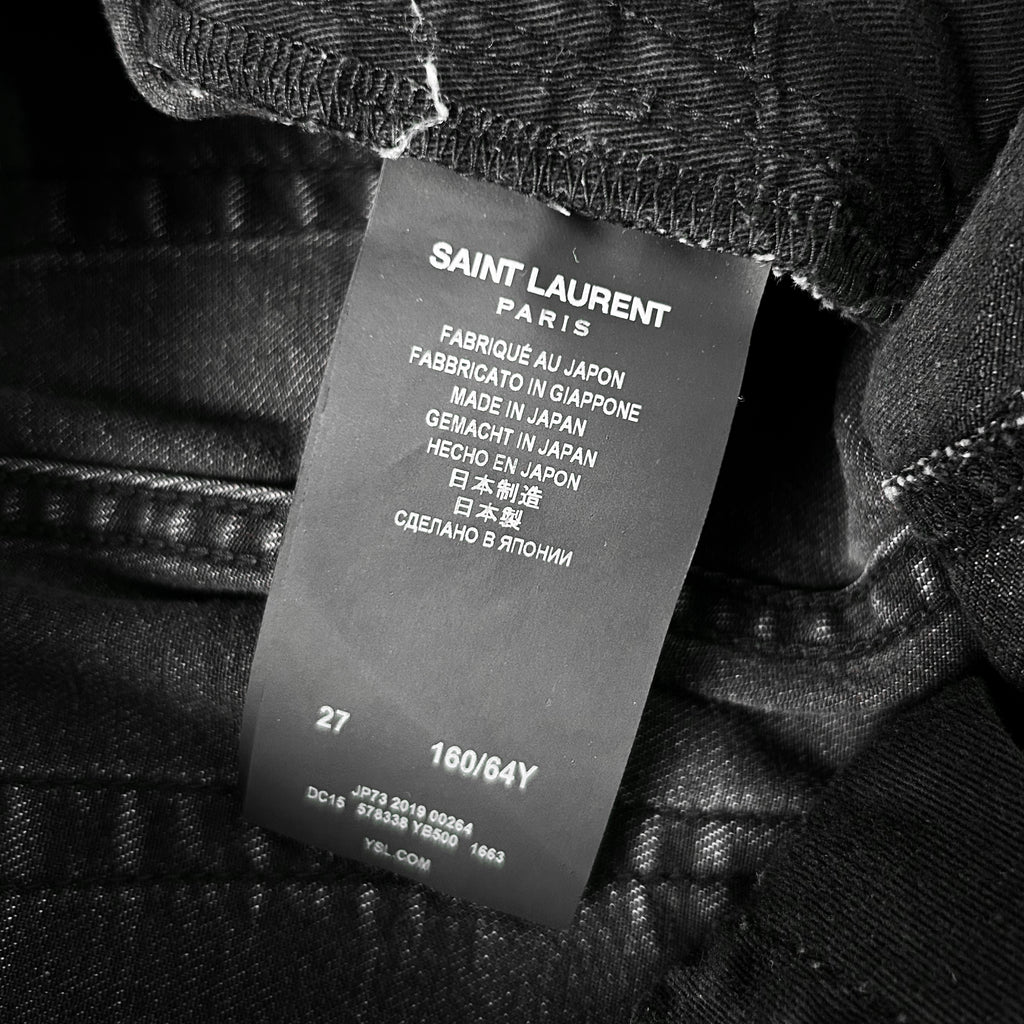 SAINT LAURENT
PARIS
FABRIQUÉ AU JAPON
FABBRICATO IN GIAPPONE
MADE IN JAPAN
GEMACHT IN JAPAN
HECHO EN JAPON
日本制造
日本製
СДЕЛАНО В ЯПОНИИ
27
160/64Y
JP73 2019 00264
DC15 578338 YB500 1663
YSL.COM